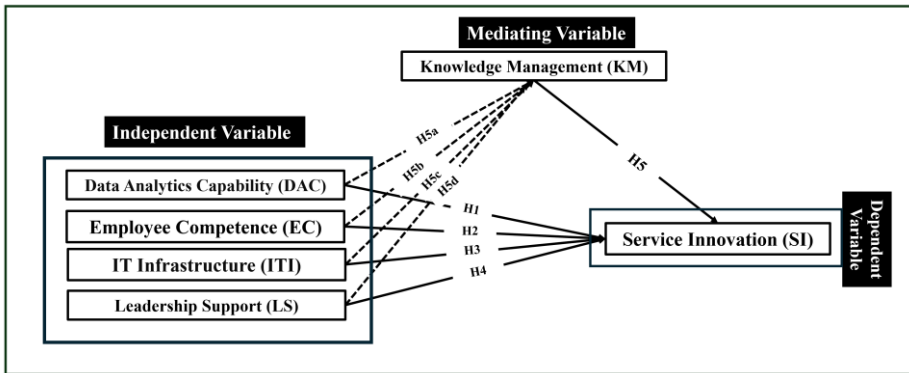 Mediating Variable
Knowledge Management (KM)
Independent Variable
H5a
H5b
H5c
H5d
H5
Data Analytics Capability (DAC)
Employee Competence (EC)
IT Infrastructure (ITI)
Leadership Support (LS)
H1
H2
H3
H4
Service Innovation (SI)
Dependent
Variable